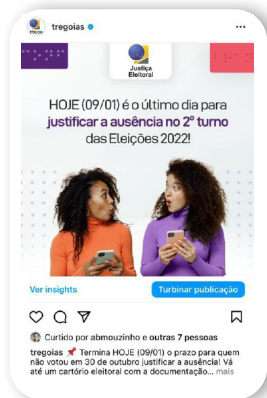 tregoias
Justiça
Eleitoral
HOJE (09/01) é o último dia para
justificar a ausência no 2º turno
das Eleições 2022!
Ver insights
Turbinar publicação
Curtido por abmouzinho e outras 7 pessoas
tregoias 📌 Termina HOJE (09/01) o prazo para quem
não votou em 30 de outubro justificar a ausência! Vá
até um cartório eleitoral com a documentação... mais